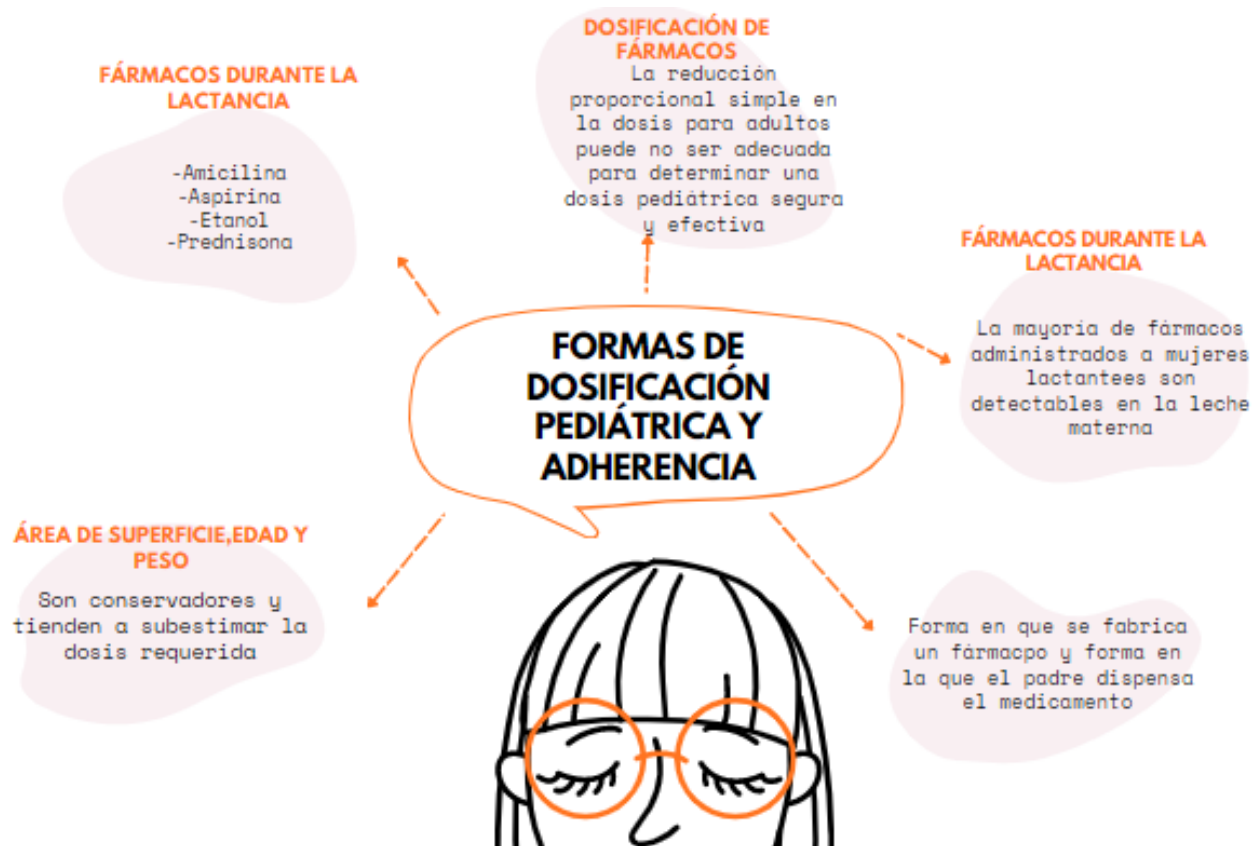 DOSIFICACIÓN DE
FÁRMACOS
La reducción
proporcional simple en
la dosis para adultos
puede no ser adecuada
para determinar una
dosis pediátrica segura
y efectiva
FÁRMACOS DURANTE LA
LACTANCIA
-Amicilina
-Aspirina
-Etanol
-Prednisona
FÁRMACOS DURANTE LA
LACTANCIA
La mayoría de fármacos
administrados a mujeres
lactantees son
detectables en la leche
materna
FORMAS DE
DOSIFICACIÓN
PEDIÁTRICA Y
ADHERENCIA
ÁREA DE SUPERFICIE,EDAD Y
PESO
Son conservadores y
tienden a subestimar la
dosis requerida
Forma en que se fabrica
un fármacpo y forma en
la que el padre dispensa
el medicamento